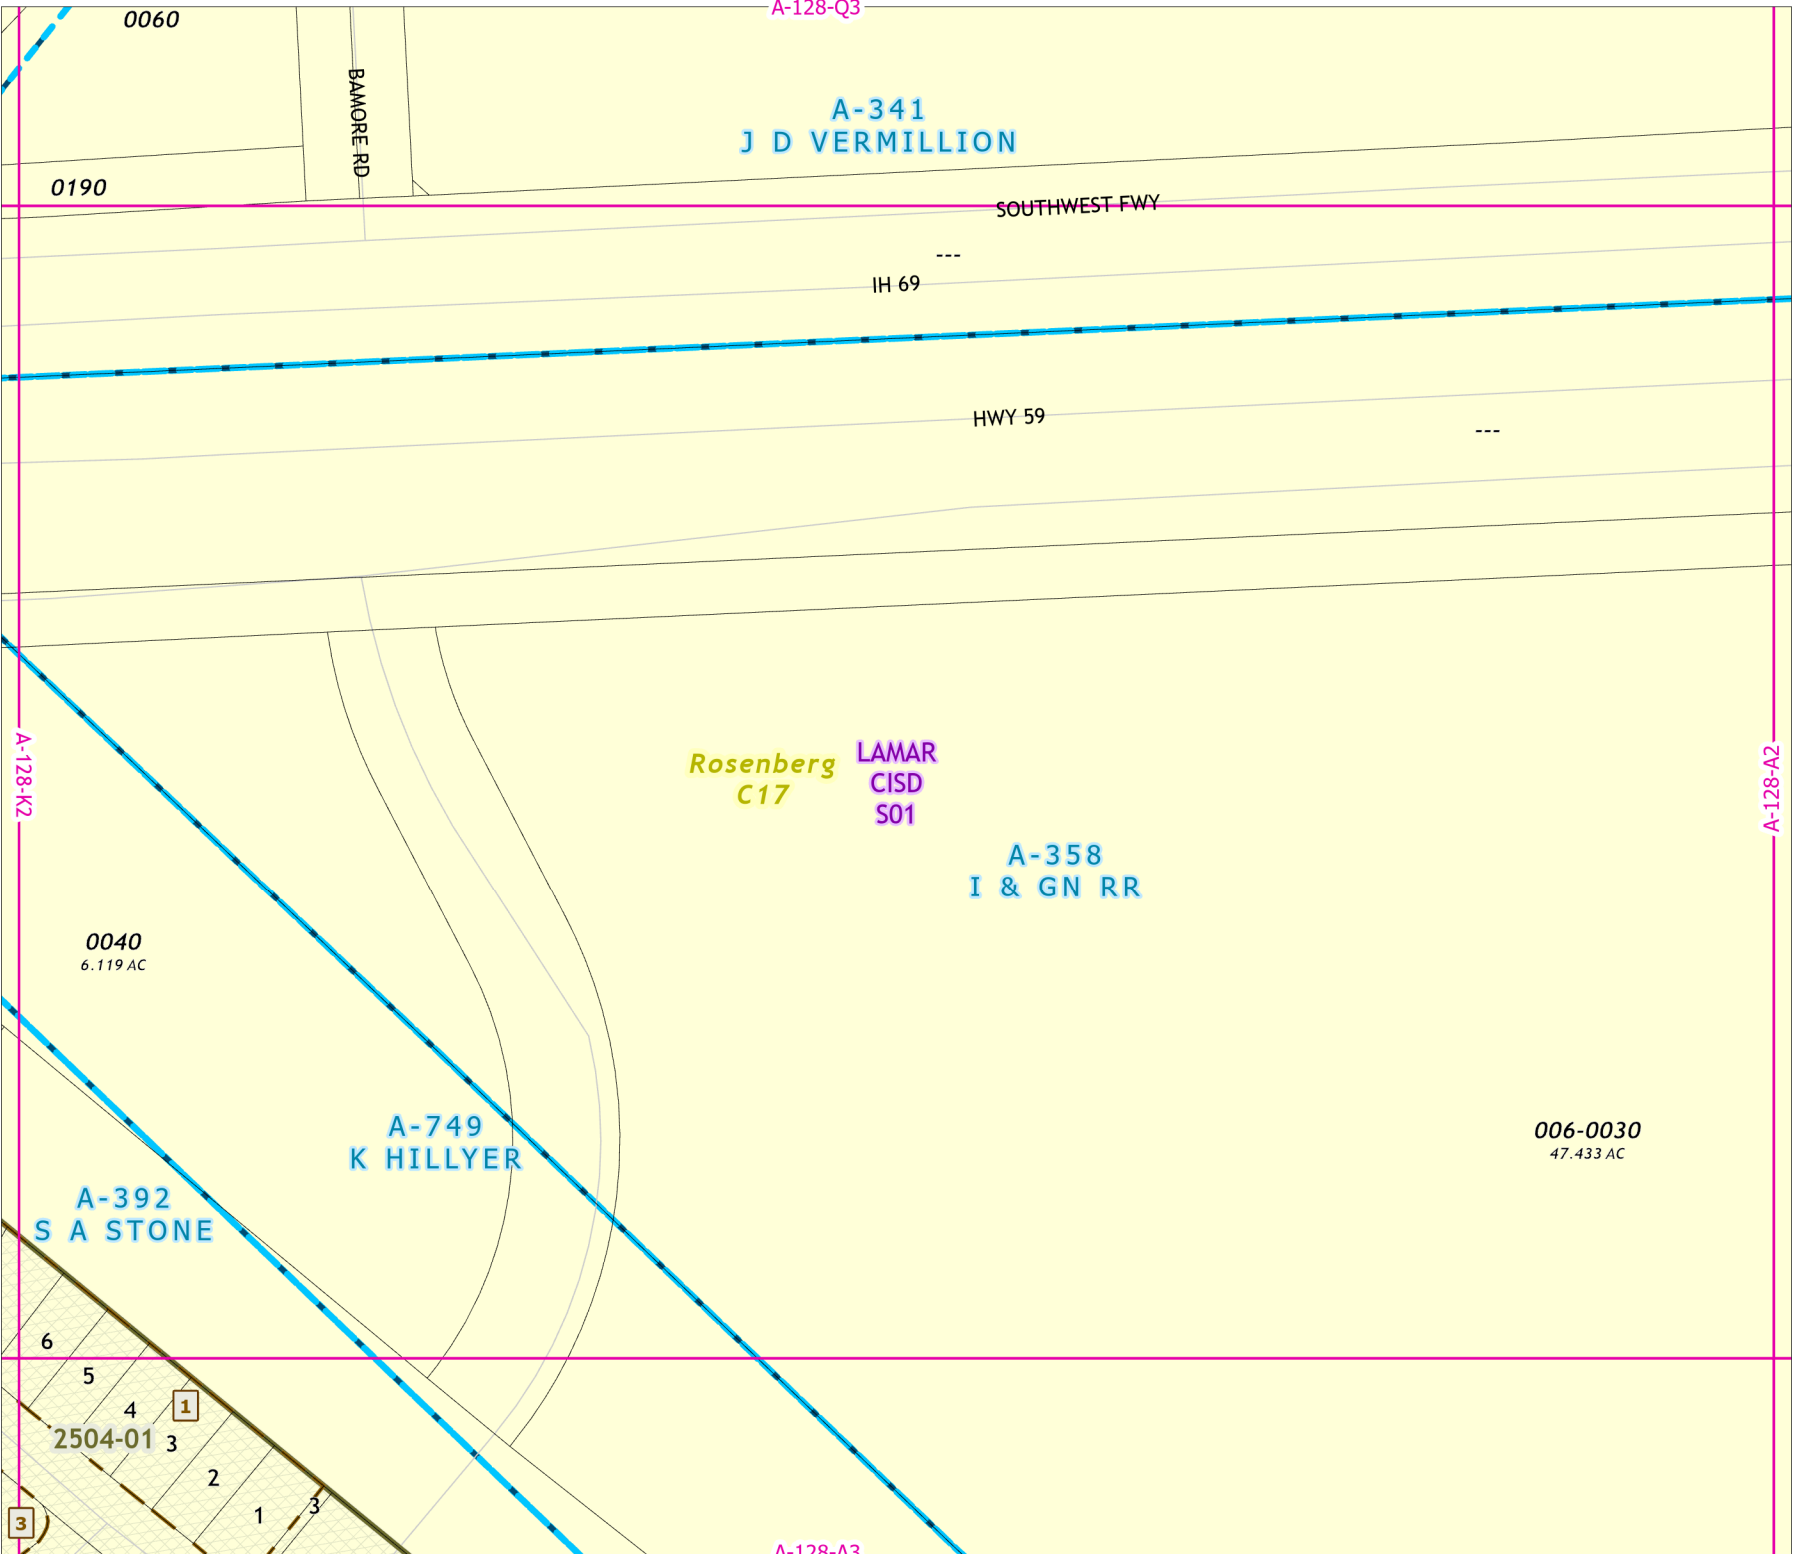 A-128-Q3
0060
BAMORE RD
A-341
J D VERMILLION
0190
SOUTHWEST FWY
---
IH 69
HWY 59
---
A-128-K2
Rosenberg
C17
LAMAR
CISD
S01
A-128-A2
A-358
I & GN RR
0040
6.119 AC
A-749
K HILLYER
006-0030
47.433 AC
A-392
S A STONE
6
5
4
1
2504-01
3
2
1
3
3
A-128-A3